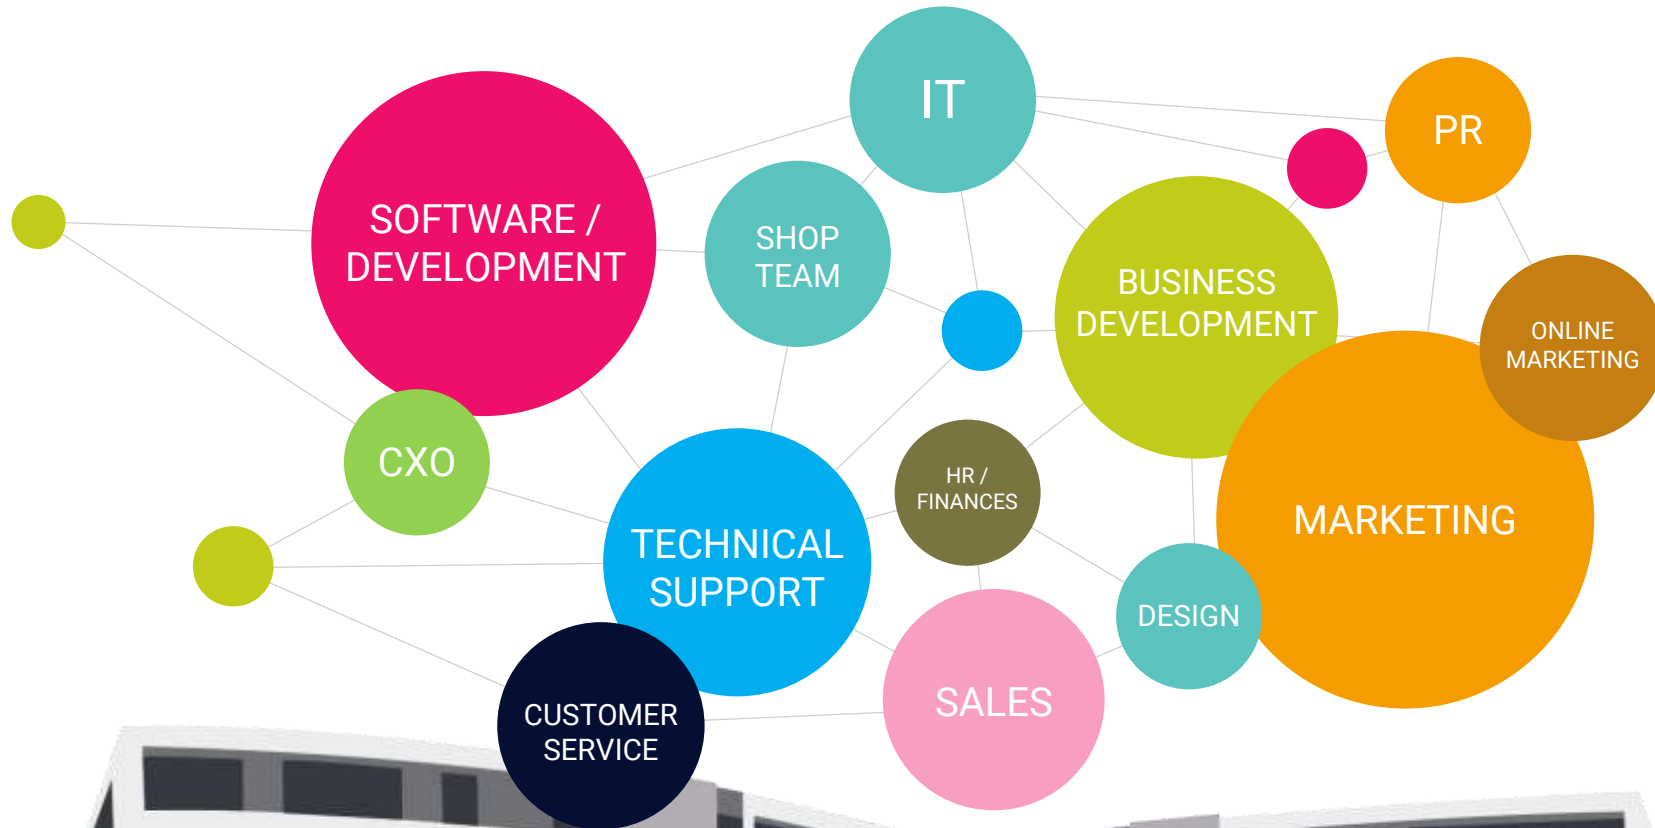 IT
PR
SOFTWARE /
DEVELOPMENT
SHOP
TEAM
BUSINESS
DEVELOPMENT
ONLINE
MARKETING
CXO
HR /
FINANCES
MARKETING
TECHNICAL
SUPPORT
DESIGN
SALES
CUSTOMER
SERVICE